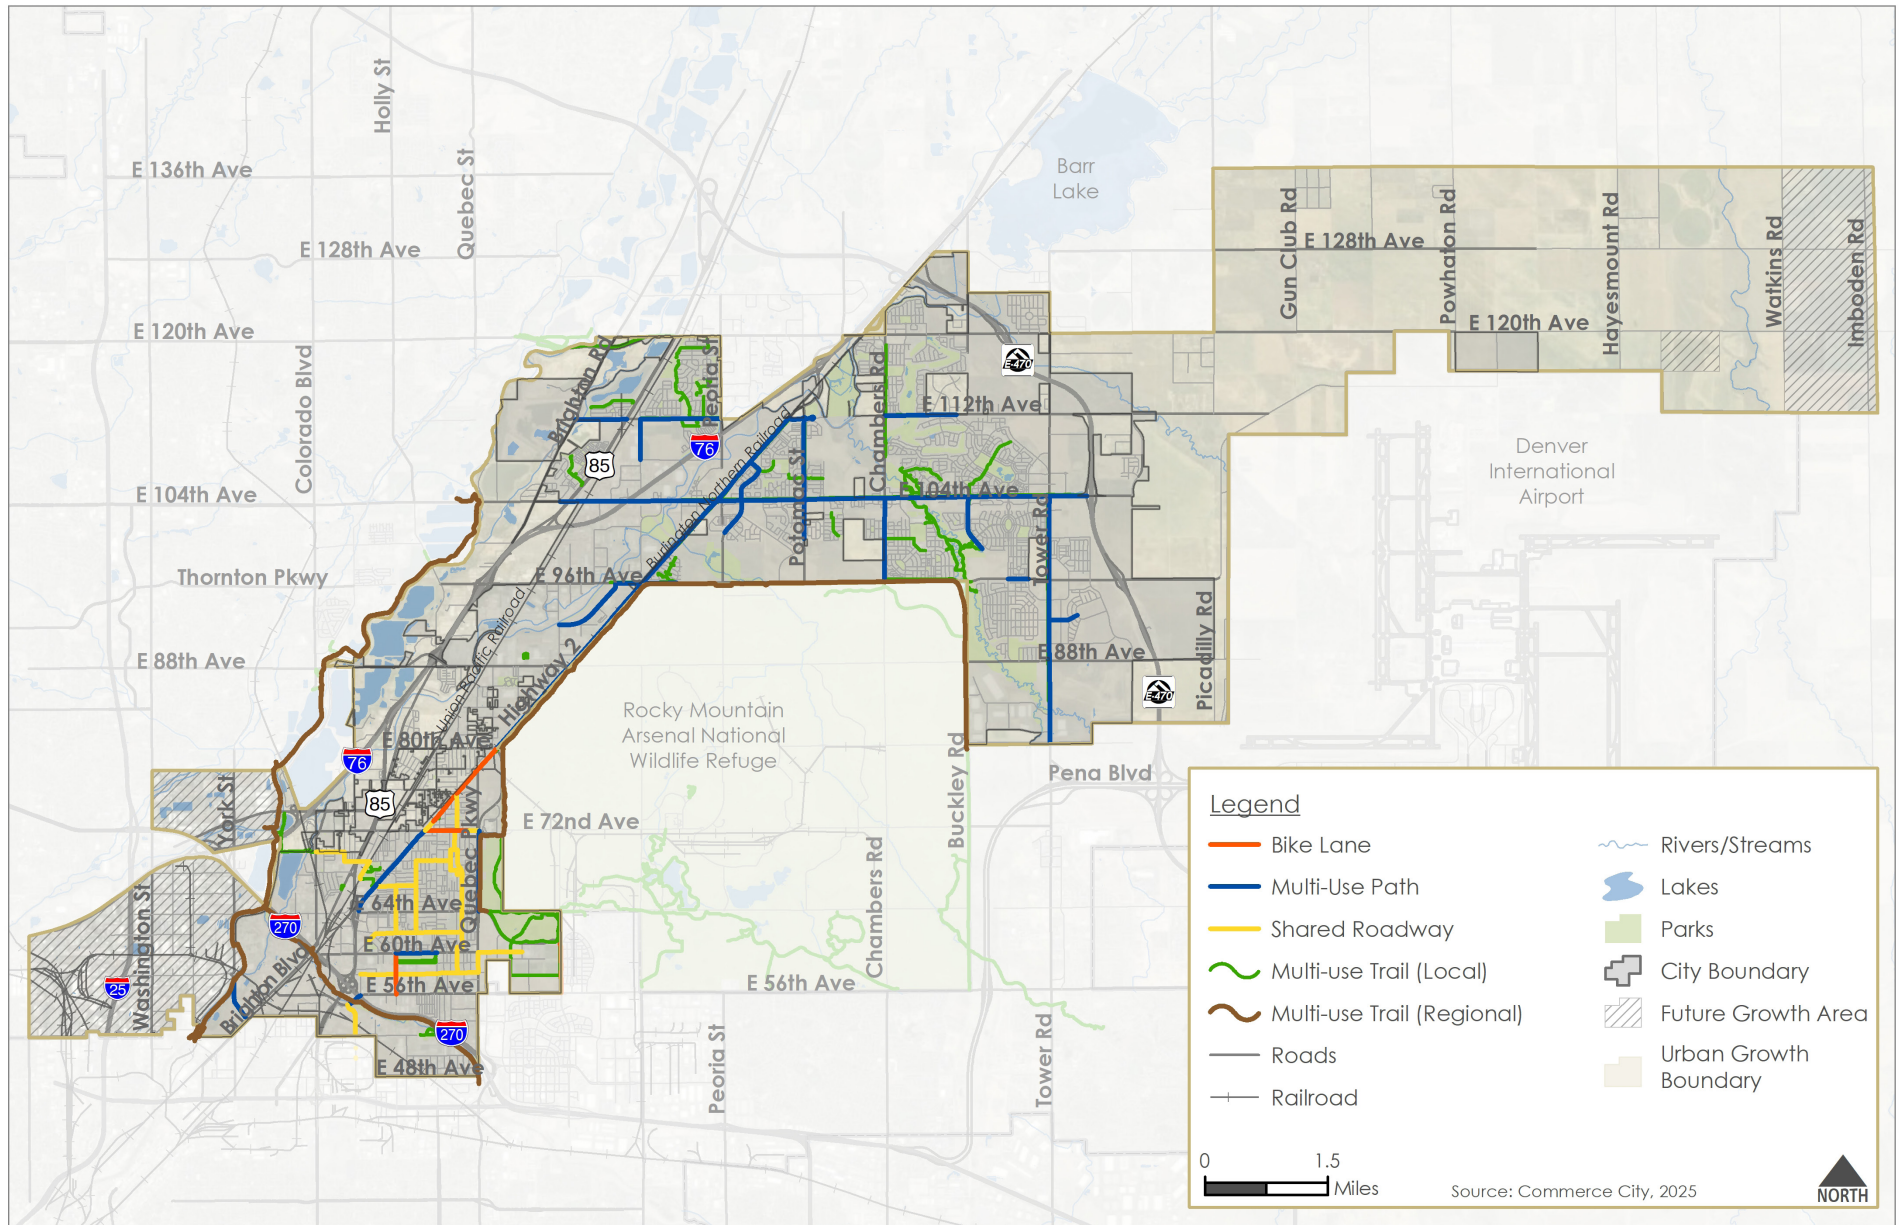 Holly St
Quebec St
E 136th Ave
E 128th Ave
E 120th Ave
Colorado Blvd
E 104th Ave
Thornton Pkwy
E 88th Ave
Barr
Lake
Gun Club Rd
E 128th Ave
Powhaton Rd
Hayesmount Rd
Watkins Rd
Imboden Rd
E 120th Ave
E-470
Brighton Rd
Peoria St
85
76
Burlington Northern Railroad
Potomac St
Chambers Rd
E 112th Ave
E 104th Ave
Tower Rd
Denver
International
Airport
E 96th Ave
Union Pacific Railroad
Highway 2
E 88th Ave
Picadilly Rd
E-470
Rocky Mountain
Arsenal National
Wildlife Refuge
E 80th Ave
76
85
York St
Quebec Pkwy
E 72nd Ave
Buckley Rd
Pena Blvd
Chambers Rd
Washington St
25
270
Brighton Blvd
E 64th Ave
E 60th Ave
E 56th Ave
E 56th Ave
270
E 48th Ave
Peoria St
Tower Rd
Legend
Bike Lane
Multi-Use Path
Shared Roadway
Multi-use Trail (Local)
Multi-use Trail (Regional)
Roads
Railroad
Rivers/Streams
Lakes
Parks
City Boundary
Future Growth Area
Urban Growth
Boundary
0 1.5
Miles
Source: Commerce City, 2025
NORTH